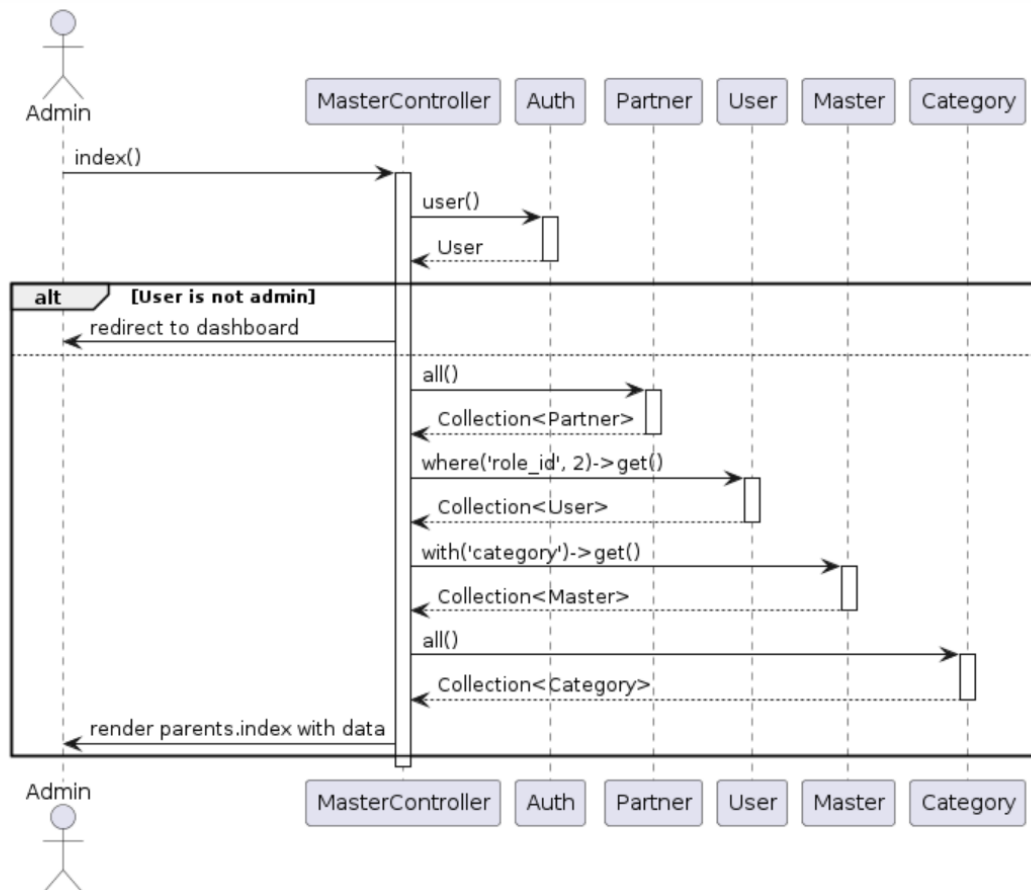 Admin
MasterController
Auth
Partner
User
Master
Category
index()
user()
User
alt
[User is not admin]
redirect to dashboard
all()
Collection<Partner>
where('role_id', 2)->get()
Collection<User>
with('category')->get()
Collection<Master>
all()
Collection<Category>
render parents.index with data
Admin
MasterController
Auth
Partner
User
Master
Category